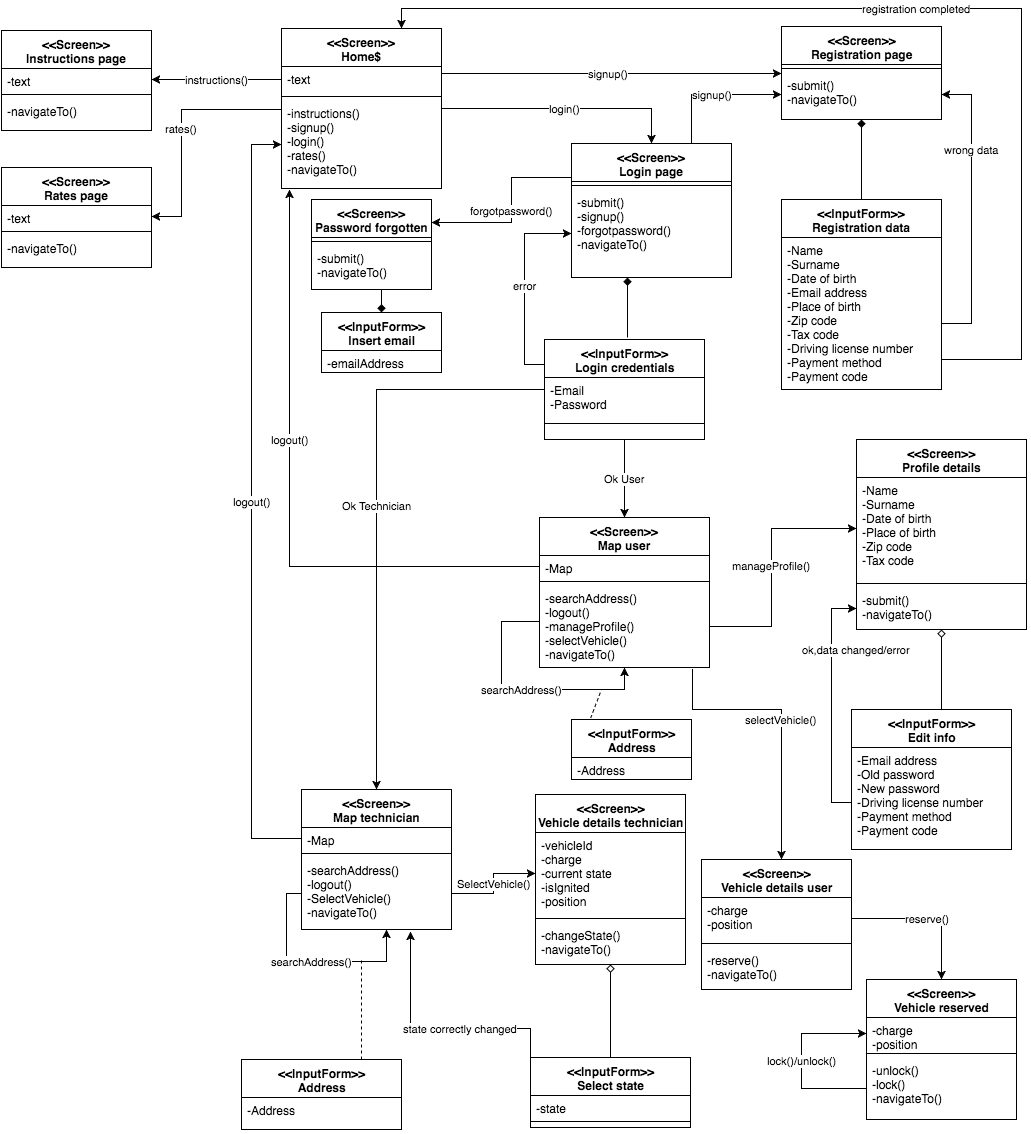 registration completed
<<Screen>>
Instructions page
-text
-navigateTo()
instructions()
<<Screen>>
Home$
-text
-instructions()
-signup()
-login()
-rates()
-navigateTo()
signup()
signup()
login()
<<Screen>>
Registration page
-submit()
-navigateTo()
wrong data
rates()
<<Screen>>
Rates page
-text
-navigateTo()
<<Screen>>
Login page
-submit()
-signup()
-forgotpassword()
-navigateTo()
forgotpassword()
<<Screen>>
Password forgotten
-submit()
-navigateTo()
error
<<InputForm>>
Registration data
-Name
-Surname
-Date of birth
-Email address
-Place of birth
-Zip code
-Tax code
-Driving license number
-Payment method
-Payment code
<<InputForm>>
Insert email
-emailAddress
<<InputForm>>
Login credentials
-Email
-Password
logout()
logout()
Ok Technician
Ok User
<<Screen>>
Profile details
-Name
-Surname
-Date of birth
-Place of birth
-Zip code
-Tax code
-submit()
-navigateTo()
<<Screen>>
Map user
-Map
-searchAddress()
-logout()
-manageProfile()
-selectVehicle()
-navigateTo()
manageProfile()
ok,data changed/error
searchAddress()
selectVehicle()
<<InputForm>>
Address
-Address
<<InputForm>>
Edit info
-Email address
-Old password
-New password
-Driving license number
-Payment method
-Payment code
<<Screen>>
Map technician
-Map
-searchAddress()
-logout()
-SelectVehicle()
-navigateTo()
SelectVehicle()
<<Screen>>
Vehicle details technician
-vehicleId
-charge
-current state
-isIgnited
-position
-changeState()
-navigateTo()
<<Screen>>
Vehicle details user
-charge
-position
-reserve()
-navigateTo()
reserve()
searchAddress()
state correctly changed
<<Screen>>
Vehicle reserved
-charge
-position
-unlock()
-lock()
-navigateTo()
lock()/unlock()
<<InputForm>>
Address
-Address
<<InputForm>>
Select state
-state